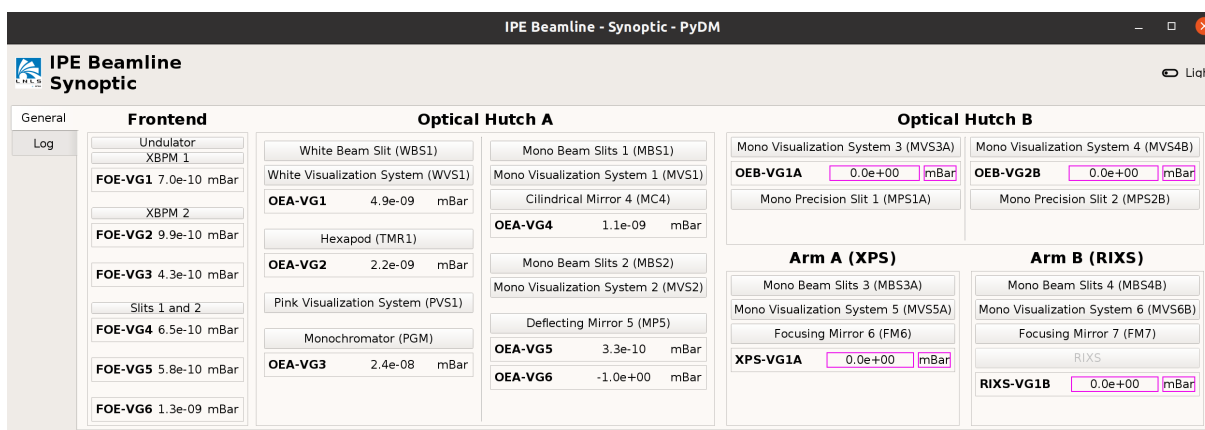 IPE Beamline - Synoptic - PyDM
IPE Beamline
Synoptic
LNLS
General
Log
Frontend
Undulator
XBPM 1
FOE-VG1 7.0e-10 mBar
XBPM 2
FOE-VG2 9.9e-10 mBar
FOE-VG3 4.3e-10 mBar
Slits 1 and 2
FOE-VG4 6.5e-10 mBar
FOE-VG5 5.8e-10 mBar
FOE-VG6 1.3e-09 mBar
Optical Hutch A
White Beam Slit (WBS1)
White Visualization System (WVS1)
OEA-VG1 4.9e-09 mBar
Hexapod (TMR1)
OEA-VG2 2.2e-09 mBar
Pink Visualization System (PVS1)
Monochromator (PGM)
OEA-VG3 2.4e-08 mBar
Mono Beam Slits 1 (MBS1)
Mono Visualization System 1 (MVS1)
Cilindrical Mirror 4 (MC4)
OEA-VG4 1.1e-09 mBar
Mono Beam Slits 2 (MBS2)
Mono Visualization System 2 (MVS2)
Deflecting Mirror 5 (MP5)
OEA-VG5 3.3e-10 mBar
OEA-VG6 -1.0e+00 mBar
Optical Hutch B
Mono Visualization System 3 (MVS3A)
OEB-VG1A 0.0e+00 mBar
Mono Precision Slit 1 (MPS1A)
Mono Visualization System 4 (MVS4B)
OEB-VG2B 0.0e+00 mBar
Mono Precision Slit 2 (MPS2B)
Arm A (XPS)
Mono Beam Slits 3 (MBS3A)
Mono Visualization System 5 (MVS5A)
Focusing Mirror 6 (FM6)
XPS-VG1A 0.0e+00 mBar
Arm B (RIXS)
Mono Beam Slits 4 (MBS4B)
Mono Visualization System 6 (MVS6B)
Focusing Mirror 7 (FM7)
RIXS
RIXS-VG1B 0.0e+00 mBar